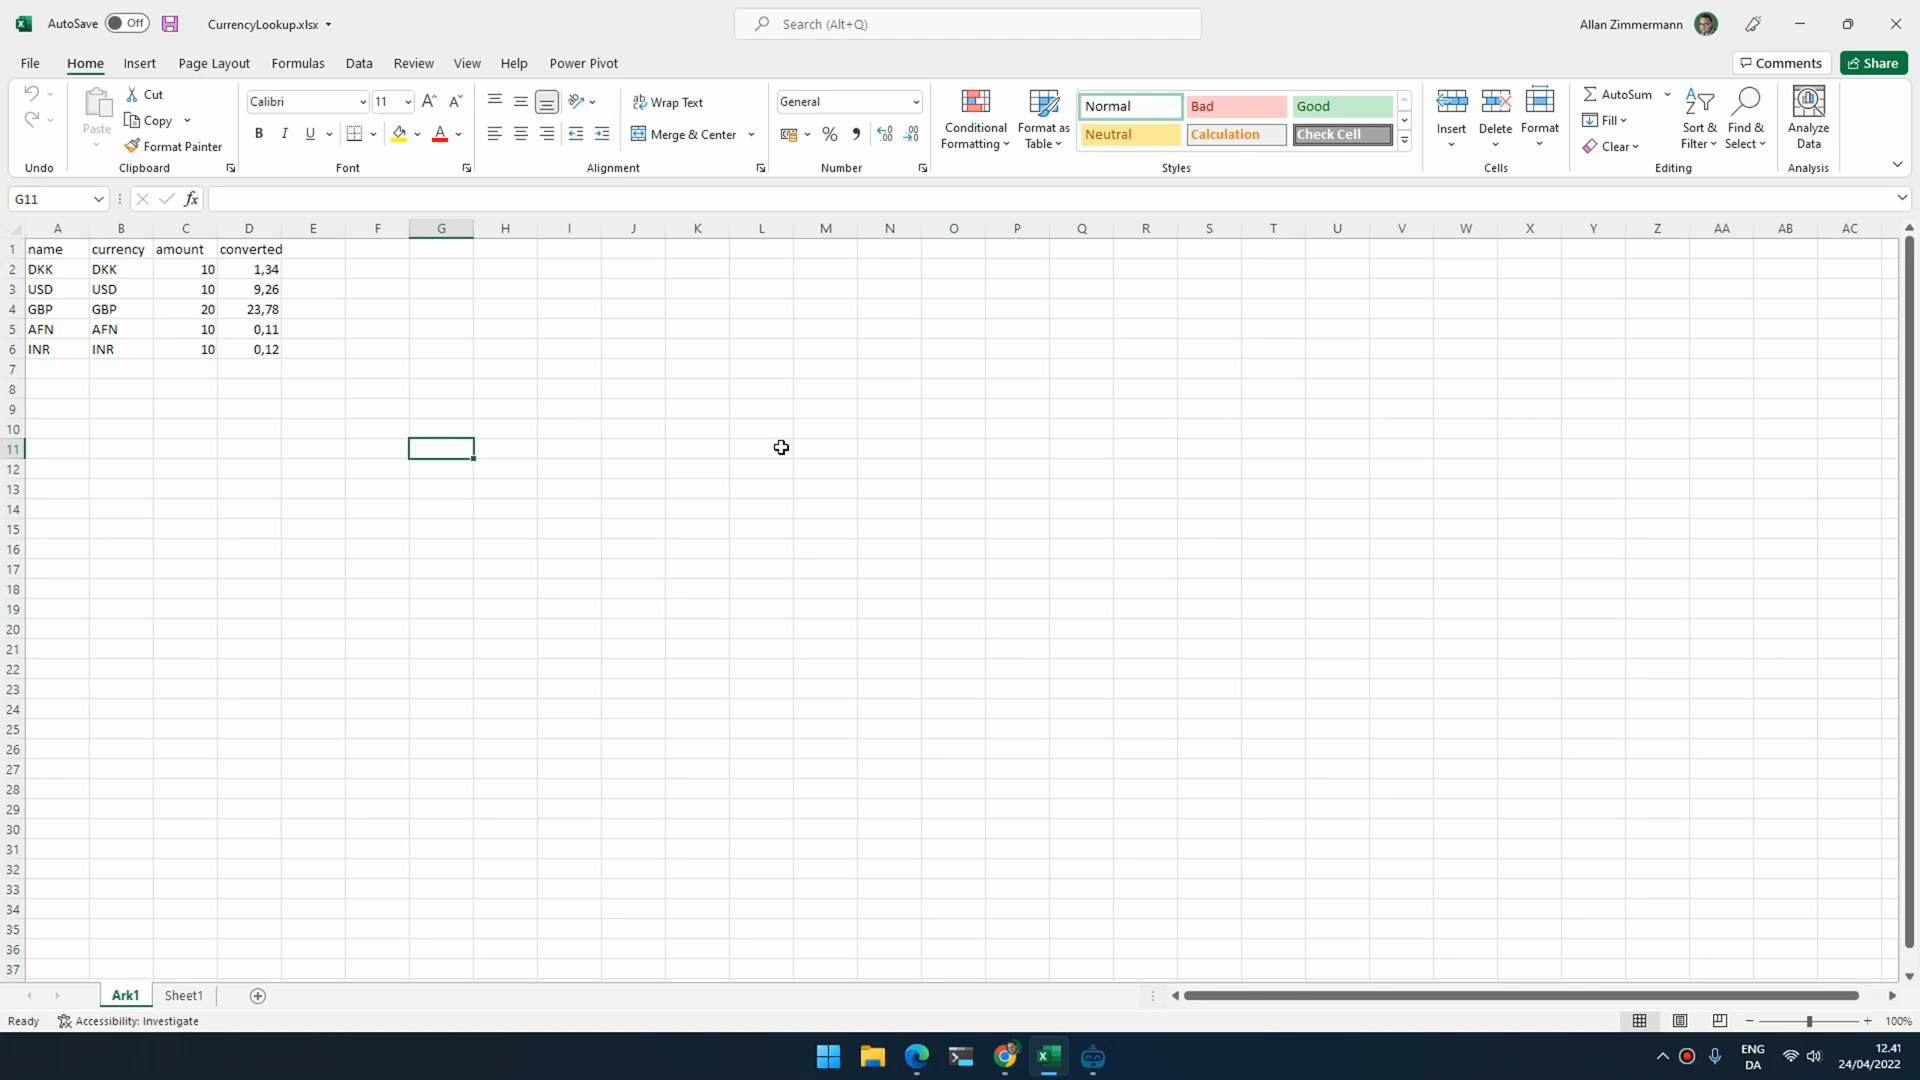 AutoSave Off CurrencyLookup.xlsx Search (Alt+Q) Allan Zimmermann
File Home Insert Page Layout Formulas Data Review View Help Power Pivot Comments Share
Paste
Cut
Copy
Format Painter
Calibri 11
B I U
Wrap Text
Merge & Center
General
% ,
Conditional Formatting
Format as Table
Normal Bad Good
Neutral Calculation Check Cell
Insert Delete Format
AutoSum
Fill
Clear
Sort & Filter
Find & Select
Analyze Data
Undo Clipboard Font Alignment Number Styles Cells Editing Analysis
G11 fx
A B C D E F G H I J K L M N O P Q R S T U V W X Y Z AA AB AC
1 name currency amount converted
2 DKK DKK 10 1,34
3 USD USD 10 9,26
4 GBP GBP 20 23,78
5 AFN AFN 10 0,11
6 INR INR 10 0,12
7
8
9
10
11
12
13
14
15
16
17
18
19
20
21
22
23
24
25
26
27
28
29
30
31
32
33
34
35
36
37
Ark1 Sheet1
Ready Accessibility: Investigate 100%
ENG 12.41
DA 24/04/2022